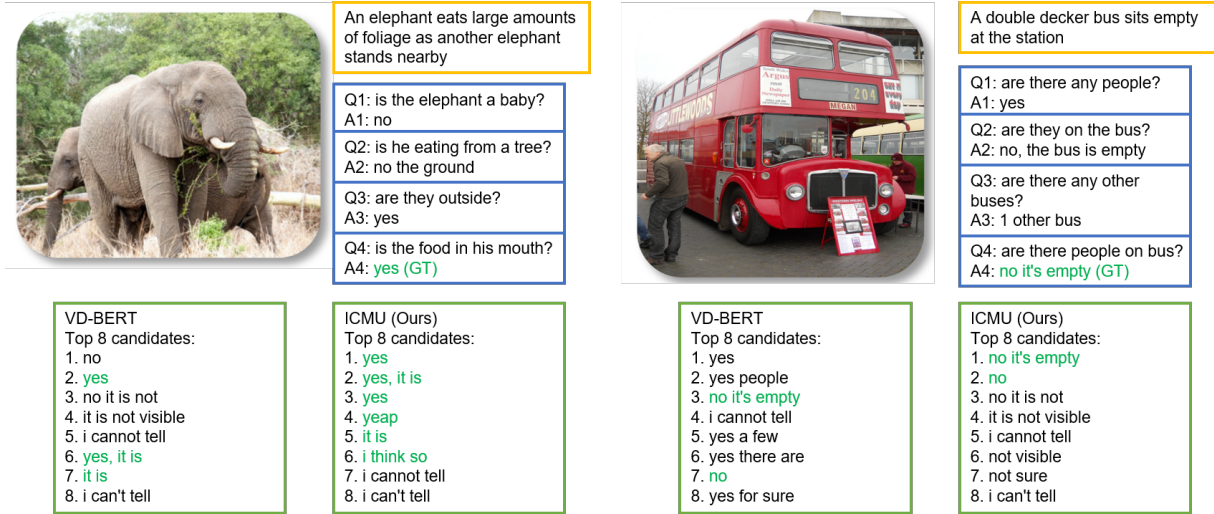 An elephant eats large amounts
of foliage as another elephant
stands nearby
Q1: is the elephant a baby?
A1: no
Q2: is he eating from a tree?
A2: no the ground
Q3: are they outside?
A3: yes
Q4: is the food in his mouth?
A4: yes (GT)
VD-BERT
Top 8 candidates:
1. no
2. yes
3. no it is not
4. it is not visible
5. i cannot tell
6. yes, it is
7. it is
8. i can't tell
ICMU (Ours)
Top 8 candidates:
1. yes
2. yes, it is
3. yes
4. yeap
5. it is
6. i think so
7. i cannot tell
8. i can't tell
Argus
204
MEGAN
LITTLEWOODS
A double decker bus sits empty
at the station
Q1: are there any people?
A1: yes
Q2: are they on the bus?
A2: no, the bus is empty
Q3: are there any other
buses?
A3: 1 other bus
Q4: are there people on bus?
A4: no it's empty (GT)
VD-BERT
Top 8 candidates:
1. yes
2. yes people
3. no it's empty
4. i cannot tell
5. yes a few
6. yes there are
7. no
8. yes for sure
ICMU (Ours)
Top 8 candidates:
1. no it's empty
2. no
3. no it is not
4. it is not visible
5. i cannot tell
6. not visible
7. not sure
8. i can't tell